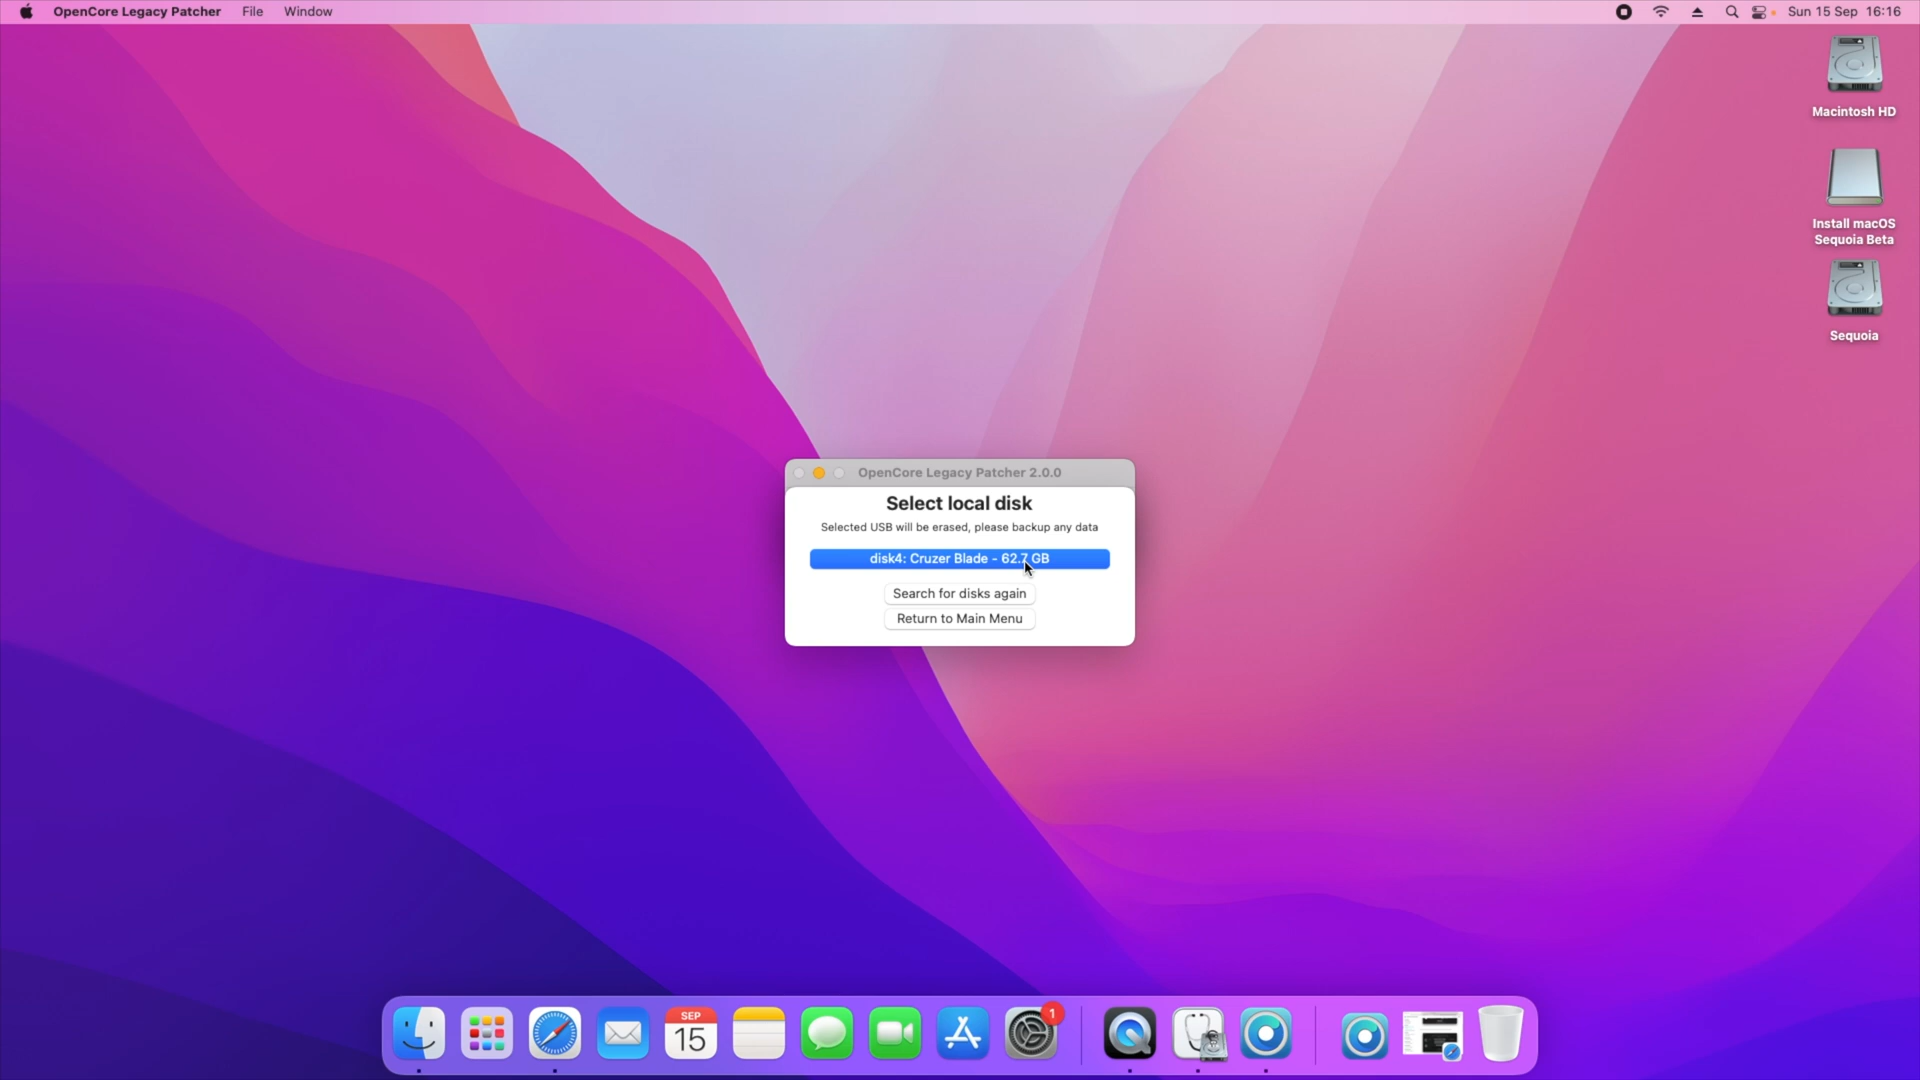 OpenCore Legacy Patcher File Window Sun 15 Sep 16:16
Macintosh HD
Install macOS
Sequoia Beta
Sequoia
OpenCore Legacy Patcher 2.0.0
Select local disk
Selected USB will be erased, please backup any data
disk4: Cruzer Blade - 62.7 GB
Search for disks again
Return to Main Menu
SEP
15
1